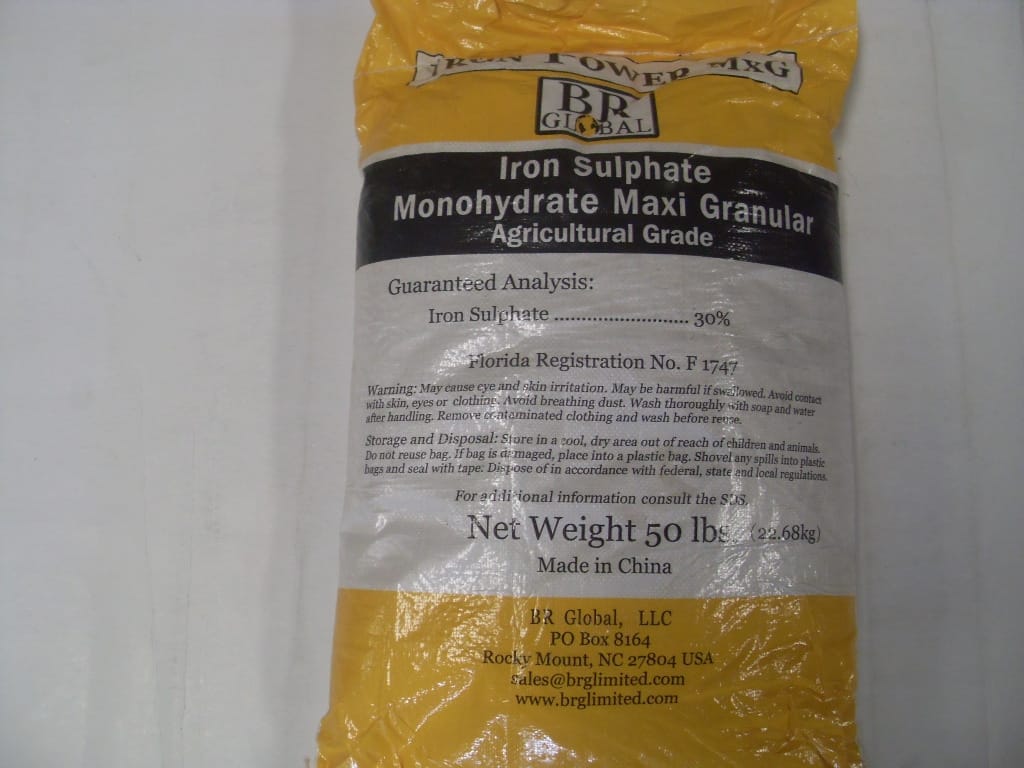 IRON POWER MxG
BR
GLOBAL
Iron Sulphate
Monohydrate Maxi Granular
Agricultural Grade
Guaranteed Analysis:
Iron Sulphate ......................... 30%
Florida Registration No. F 1747
Warning: May cause eye and skin irritation. May be harmful if swallowed. Avoid contact
with skin, eyes or clothing. Avoid breathing dust. Wash thoroughly with soap and water
after handling. Remove contaminated clothing and wash before reuse.
Storage and Disposal: Store in a cool, dry area out of reach of children and animals.
Do not reuse bag. If bag is damaged, place into a plastic bag. Shovel any spills into plastic
bags and seal with tape. Dispose of in accordance with federal, state and local regulations.
For additional information consult the SDS.
Net Weight 50 lbs. (22.68kg)
Made in China
BR Global, LLC
PO Box 8164
Rocky Mount, NC 27804 USA
sales@brglimited.com
www.brglimited.com